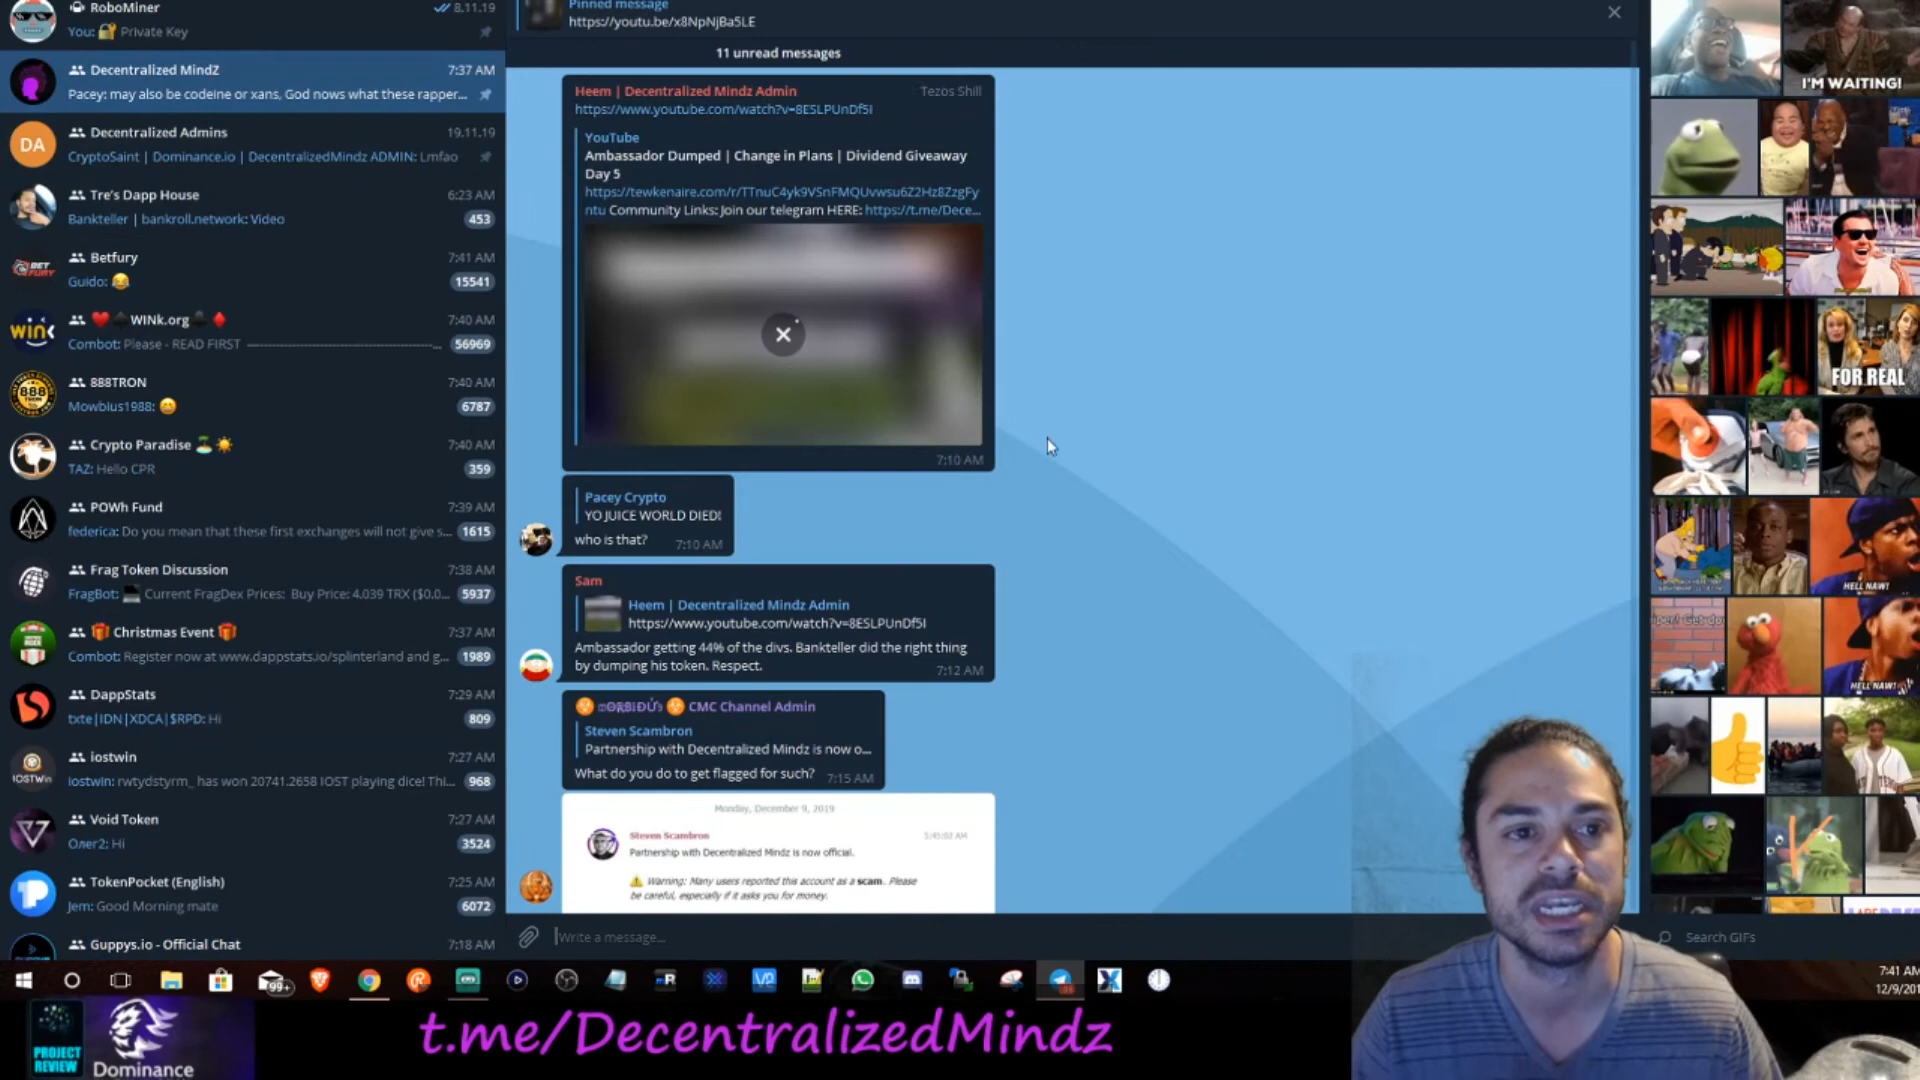 RoboMiner
8.11.19
You: 🔐 Private Key
Decentralized MindZ
7:37 AM
Pacey: may also be codeine or xans, God nows what these rapper...
DA
Decentralized Admins
19.11.19
CryptoSaint | Dominance.io | DecentralizedMindz ADMIN: Lmfao
Tre's Dapp House
6:23 AM
Bankteller | bankroll.network: Video
453
BET
FURY
Betfury
7:41 AM
Guido: 😂
15541
WINK
♥️♠️WINk.org♣️♦️
7:40 AM
Combot: Please - READ FIRST —————————...
56969
888
TRON
888TRON
7:40 AM
Mowbius1988: 😁
6787
Crypto Paradise 🏝☀️
7:40 AM
TAZ: Hello CPR
359
POWh Fund
7:39 AM
federica: Do you mean that these first exchanges will not give s...
1615
Frag Token Discussion
7:38 AM
FragBot: 💻 Current FragDex Prices: Buy Price: 4.039 TRX ($0.0...
5937
🎁 Christmas Event 🎁
7:37 AM
Combot: Register now at www.dappstats.io/splinterland and g...
1989
DappStats
7:29 AM
txte|IDN|XDCA|$RPD: Hi
809
IOSTWin
iostwin
7:27 AM
iostwin: rwtydstyrm_ has won 20741.2658 IOST playing dice! Thi...
968
Void Token
7:27 AM
Олег2: Hi
3524
TokenPocket (English)
7:25 AM
Jem: Good Morning mate
6072
Guppys.io - Official Chat
7:18 AM
Pinned message
https://youtu.be/x8NpNjBa5LE
11 unread messages
Heem | Decentralized Mindz Admin
Tezos Shill
https://www.youtube.com/watch?v=8ESLPUnDf5I
YouTube
Ambassador Dumped | Change in Plans | Dividend Giveaway
Day 5
https://tewkenaire.com/r/TTnuC4yk9VSnFMQUvwsu6Z2Hz8ZzgFy
ntu Community Links: Join our telegram HERE: https://t.me/Dece...
7:10 AM
Pacey Crypto
YO JUICE WORLD DIED!
who is that?
7:10 AM
Sam
Heem | Decentralized Mindz Admin
https://www.youtube.com/watch?v=8ESLPUnDf5I
Ambassador getting 44% of the divs. Bankteller did the right thing
by dumping his token. Respect.
7:12 AM
CMC Channel Admin
Steven Scambron
Partnership with Decentralized Mindz is now o...
What do you do to get flagged for such?
7:15 AM
Monday, December 9, 2019
Steven Scambron
5:45:02 AM
Partnership with Decentralized Mindz is now official.
⚠️ Warning: Many users reported this account as a scam. Please
be careful, especially if it asks you for money.
Write a message...
I'M WAITING!
FOR REAL
HELL NAW!
HELL NAW!
Search GIFs
99+
7:41 AM
12/9/201
PROJECT
REVIEW
Dominance
t.me/DecentralizedMindz